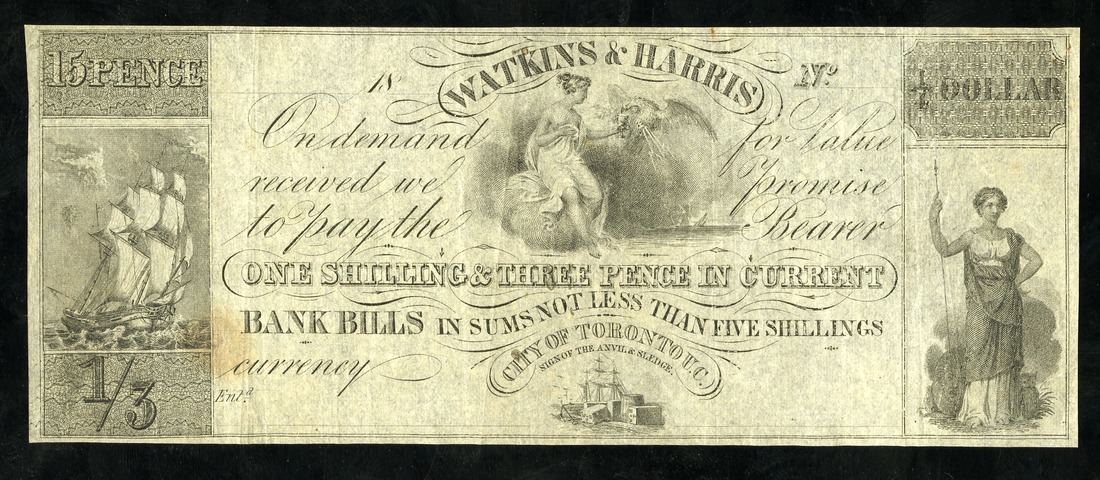 15 PENCE
WATKINS & HARRIS
¼ DOLLAR
18
No.
On demand for Value
received we Promise
to pay the Bearer
ONE SHILLING & THREE PENCE IN CURRENT
BANK BILLS IN SUMS NOT LESS THAN FIVE SHILLINGS
currency
CITY OF TORONTO U.C.
SIGN OF THE ANVIL & SLEDGE.
1/3
Entd.